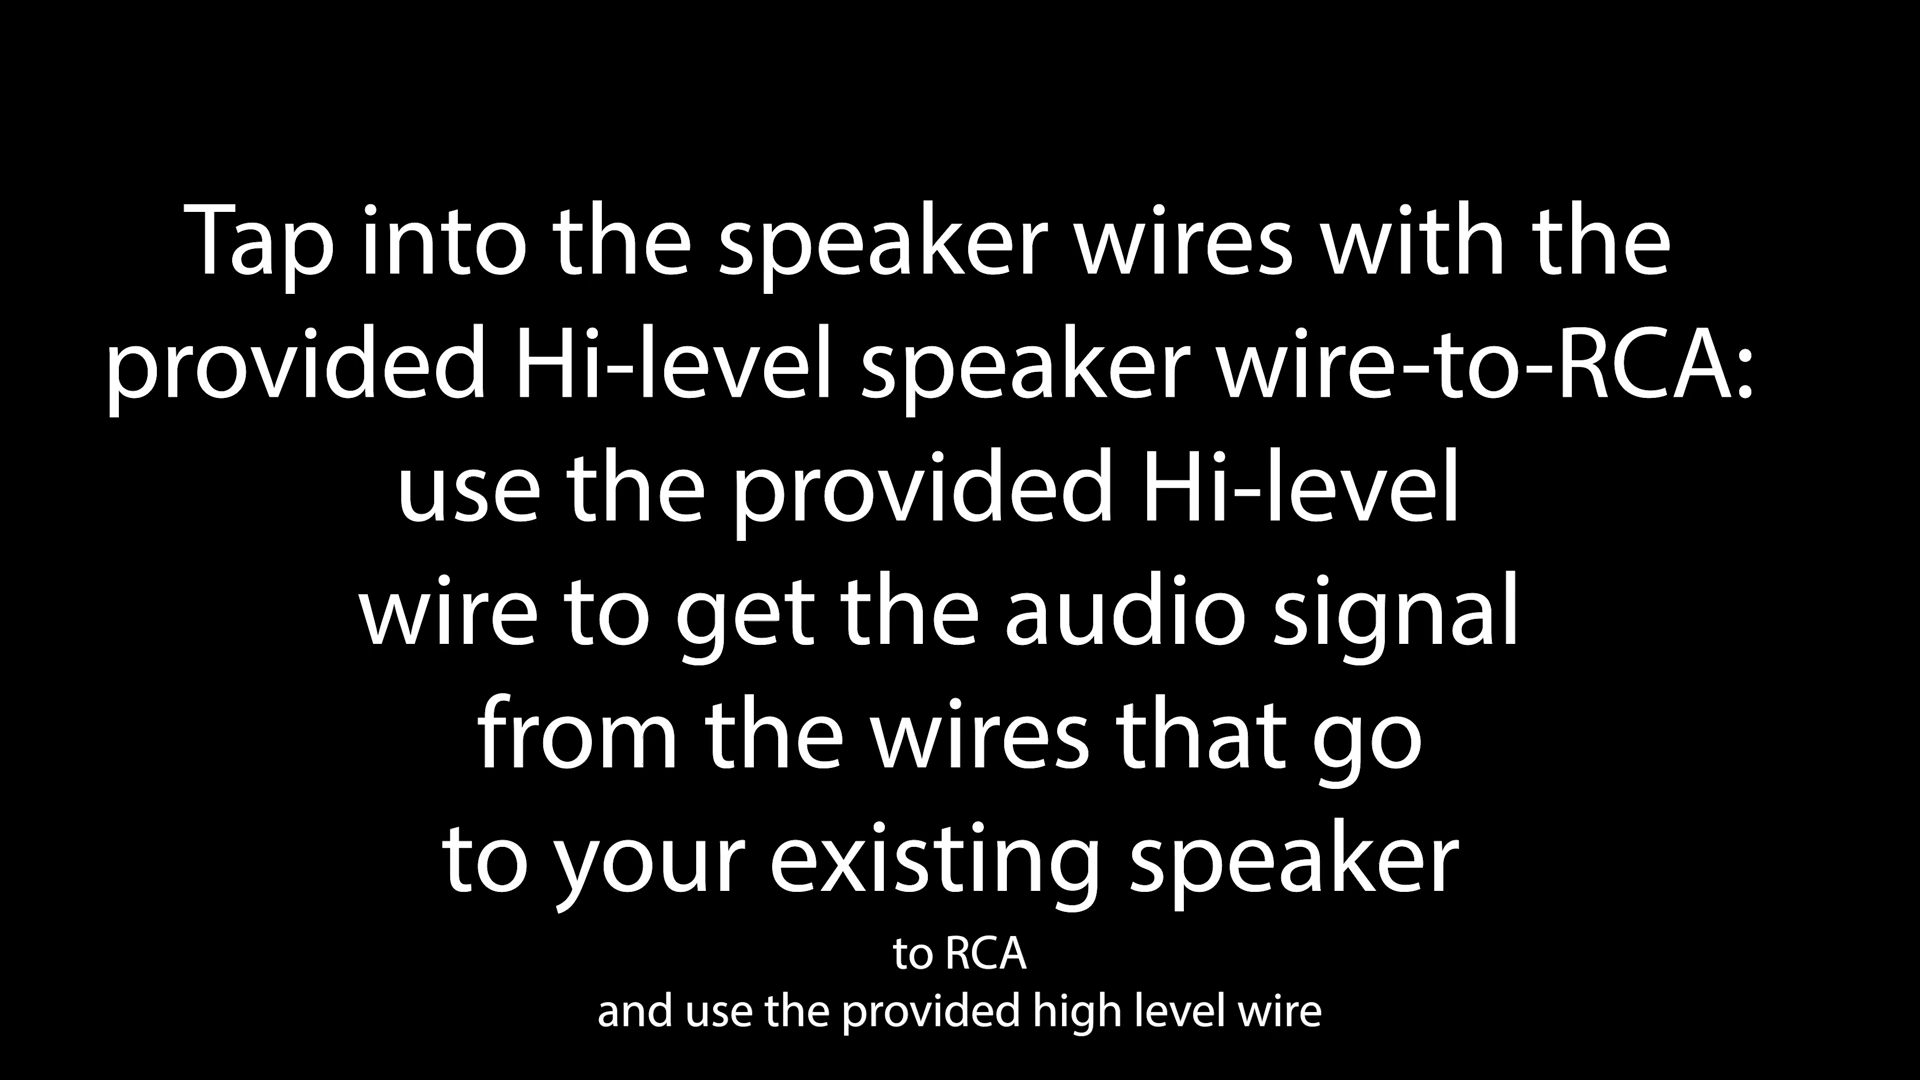 Tap into the speaker wires with the
provided Hi-level speaker wire-to-RCA:
use the provided Hi-level
wire to get the audio signal
from the wires that go
to your existing speaker
to RCA
and use the provided high level wire